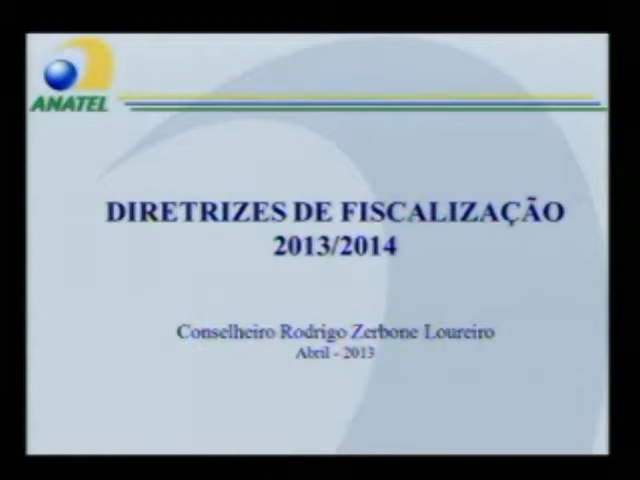 ANATEL
DIRETRIZES DE FISCALIZAÇÃO
2013/2014
Conselheiro Rodrigo Zerbone Loureiro
Abril - 2013